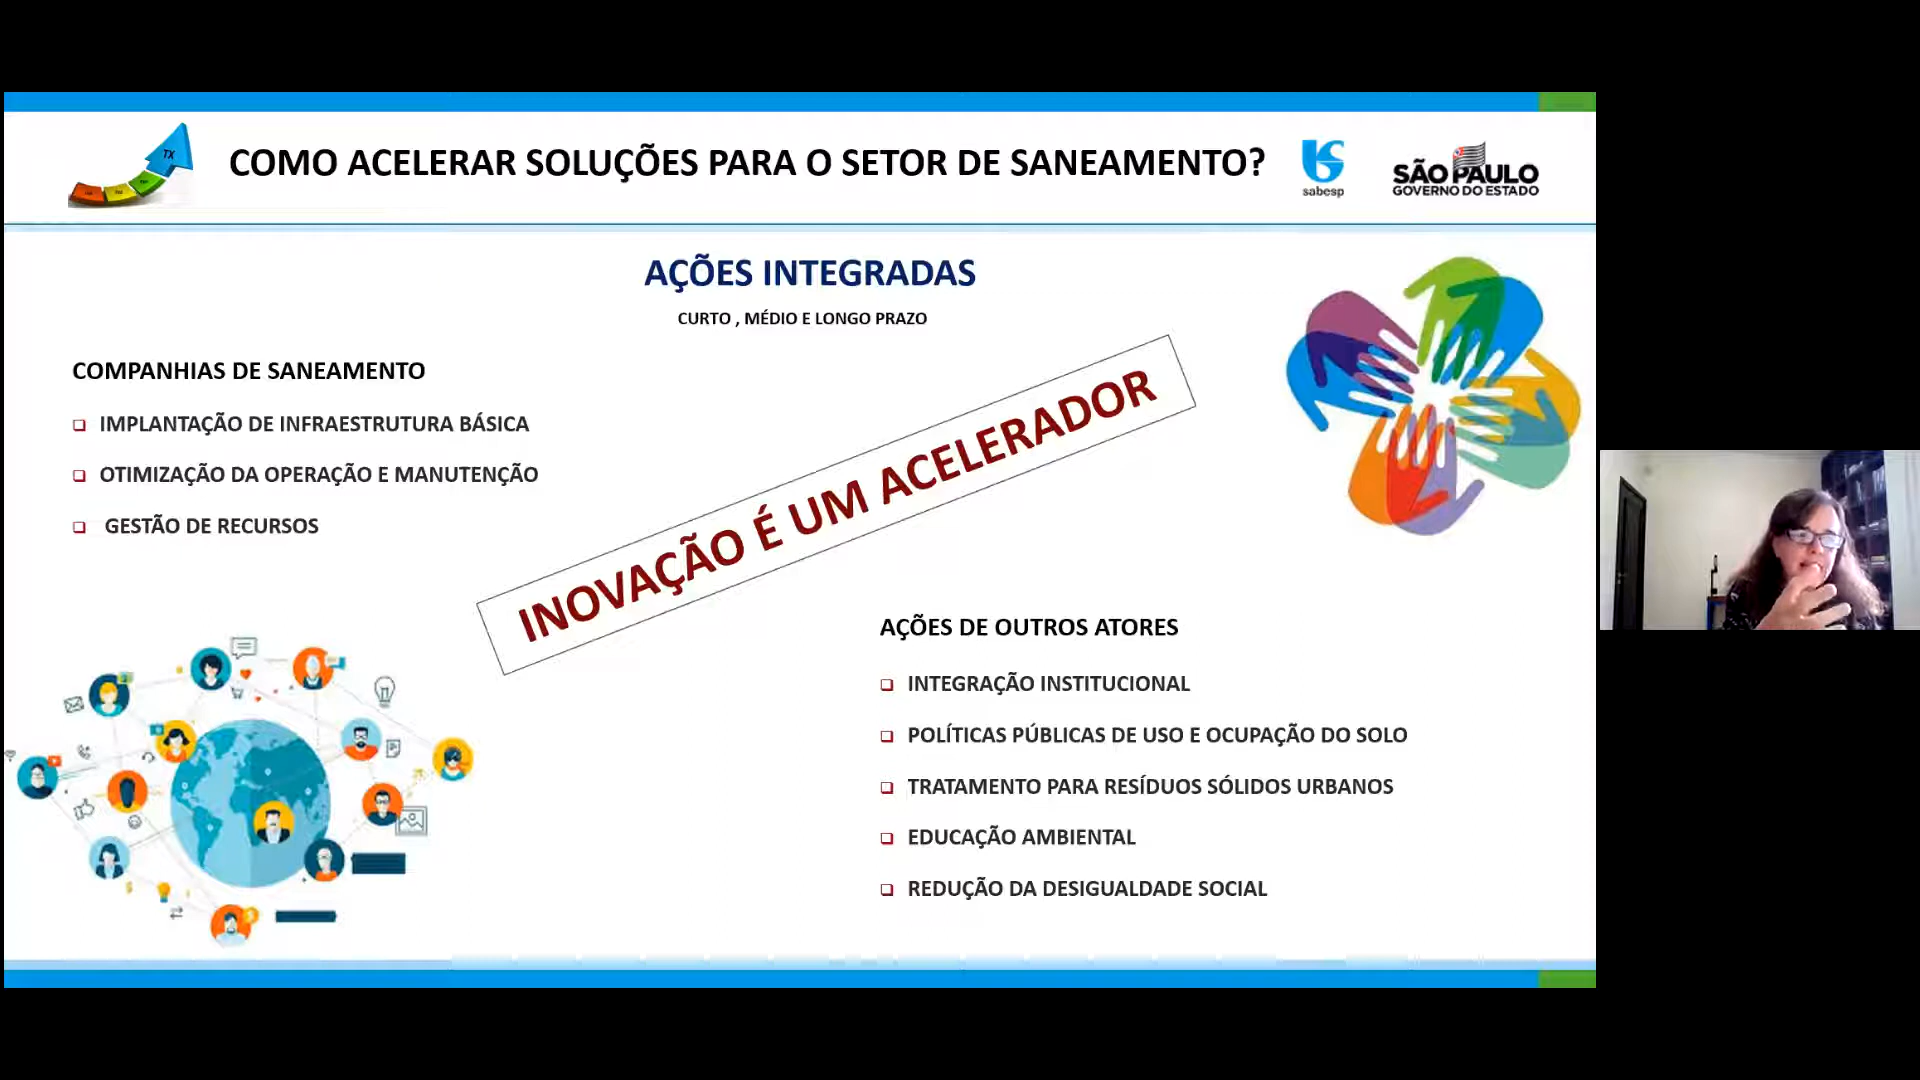 TX
COMO ACELERAR SOLUÇÕES PARA O SETOR DE SANEAMENTO?
sabesp
SÃO PAULO
GOVERNO DO ESTADO
AÇÕES INTEGRADAS
CURTO , MÉDIO E LONGO PRAZO
COMPANHIAS DE SANEAMENTO
IMPLANTAÇÃO DE INFRAESTRUTURA BÁSICA
OTIMIZAÇÃO DA OPERAÇÃO E MANUTENÇÃO
GESTÃO DE RECURSOS
INOVAÇÃO É UM ACELERADOR
AÇÕES DE OUTROS ATORES
INTEGRAÇÃO INSTITUCIONAL
POLÍTICAS PÚBLICAS DE USO E OCUPAÇÃO DO SOLO
TRATAMENTO PARA RESÍDUOS SÓLIDOS URBANOS
EDUCAÇÃO AMBIENTAL
REDUÇÃO DA DESIGUALDADE SOCIAL